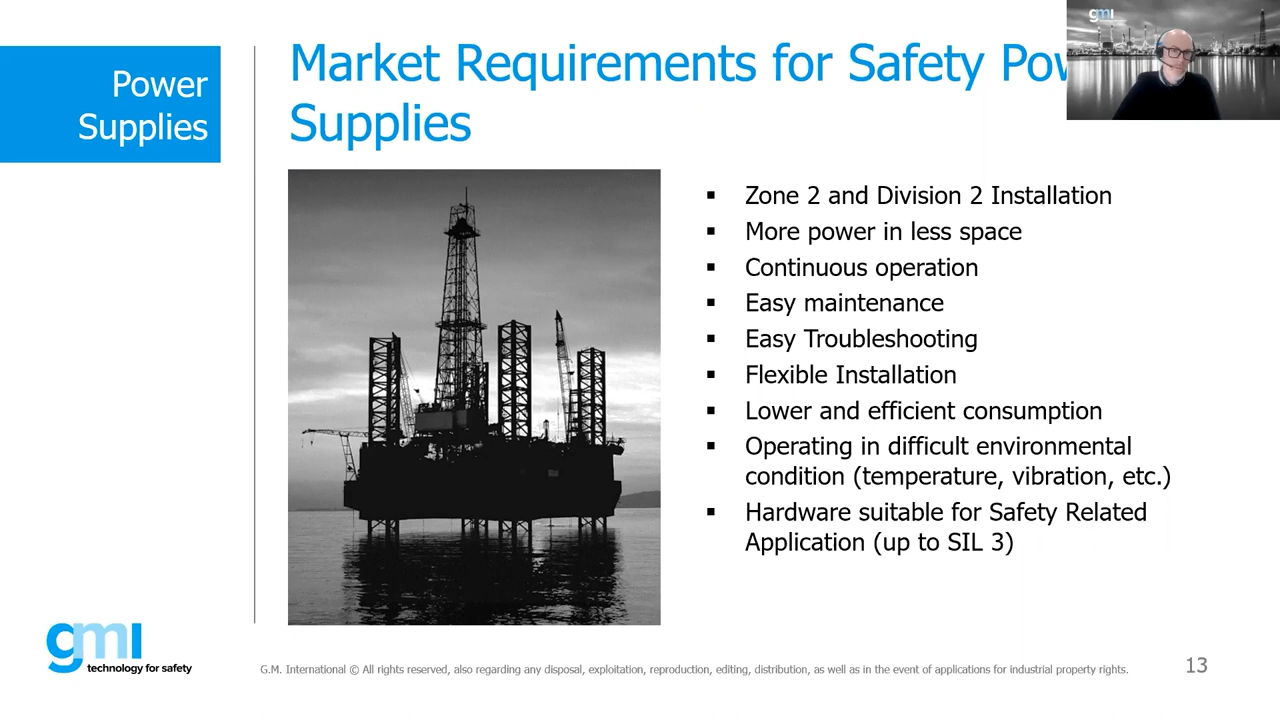 Power
Supplies
Market Requirements for Safety Pow
Supplies
gmi
▪ Zone 2 and Division 2 Installation
▪ More power in less space
▪ Continuous operation
▪ Easy maintenance
▪ Easy Troubleshooting
▪ Flexible Installation
▪ Lower and efficient consumption
▪ Operating in difficult environmental
condition (temperature, vibration, etc.)
▪ Hardware suitable for Safety Related
Application (up to SIL 3)
gmi
technology for safety
G.M. International © All rights reserved, also regarding any disposal, exploitation, reproduction, editing, distribution, as well as in the event of applications for industrial property rights.
13